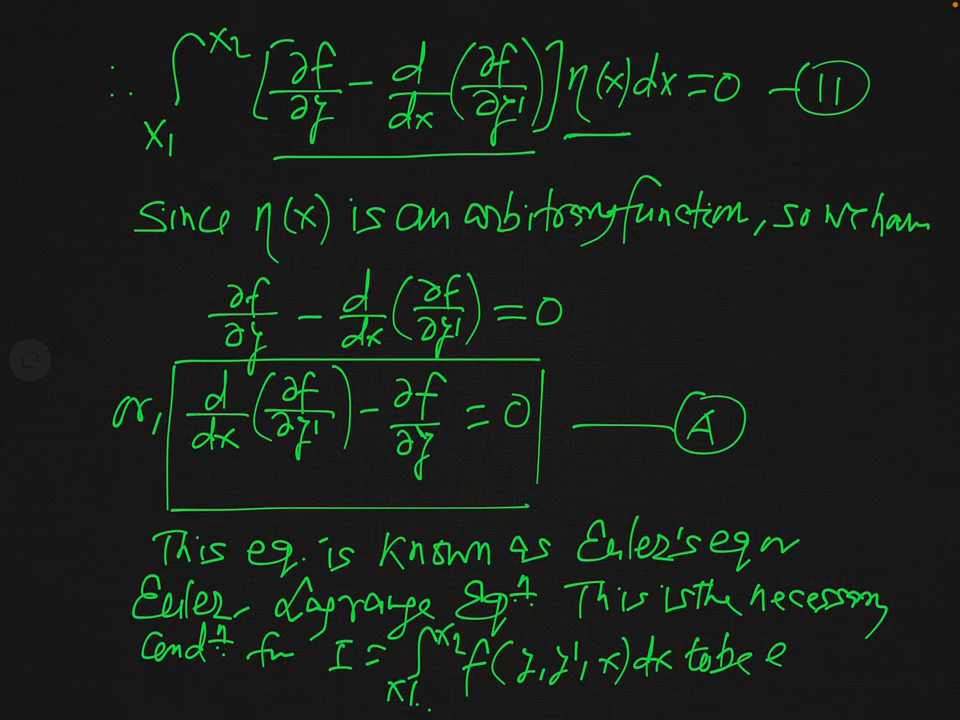 ∴ ∫_{x1}^{x2} [∂f/∂y − d/dx (∂f/∂y')] η(x) dx = 0 —(11)
Since η(x) is an arbitrary function, so we have
∂f/∂y − d/dx (∂f/∂y') = 0
or, d/dx (∂f/∂y') − ∂f/∂y = 0 —(A)
This eq. is known as Euler's eqn
Euler-Lagrange Eqn. This is the necessary
Condn. for I = ∫_{x1}^{x2} f(y, y', x) dx to be e